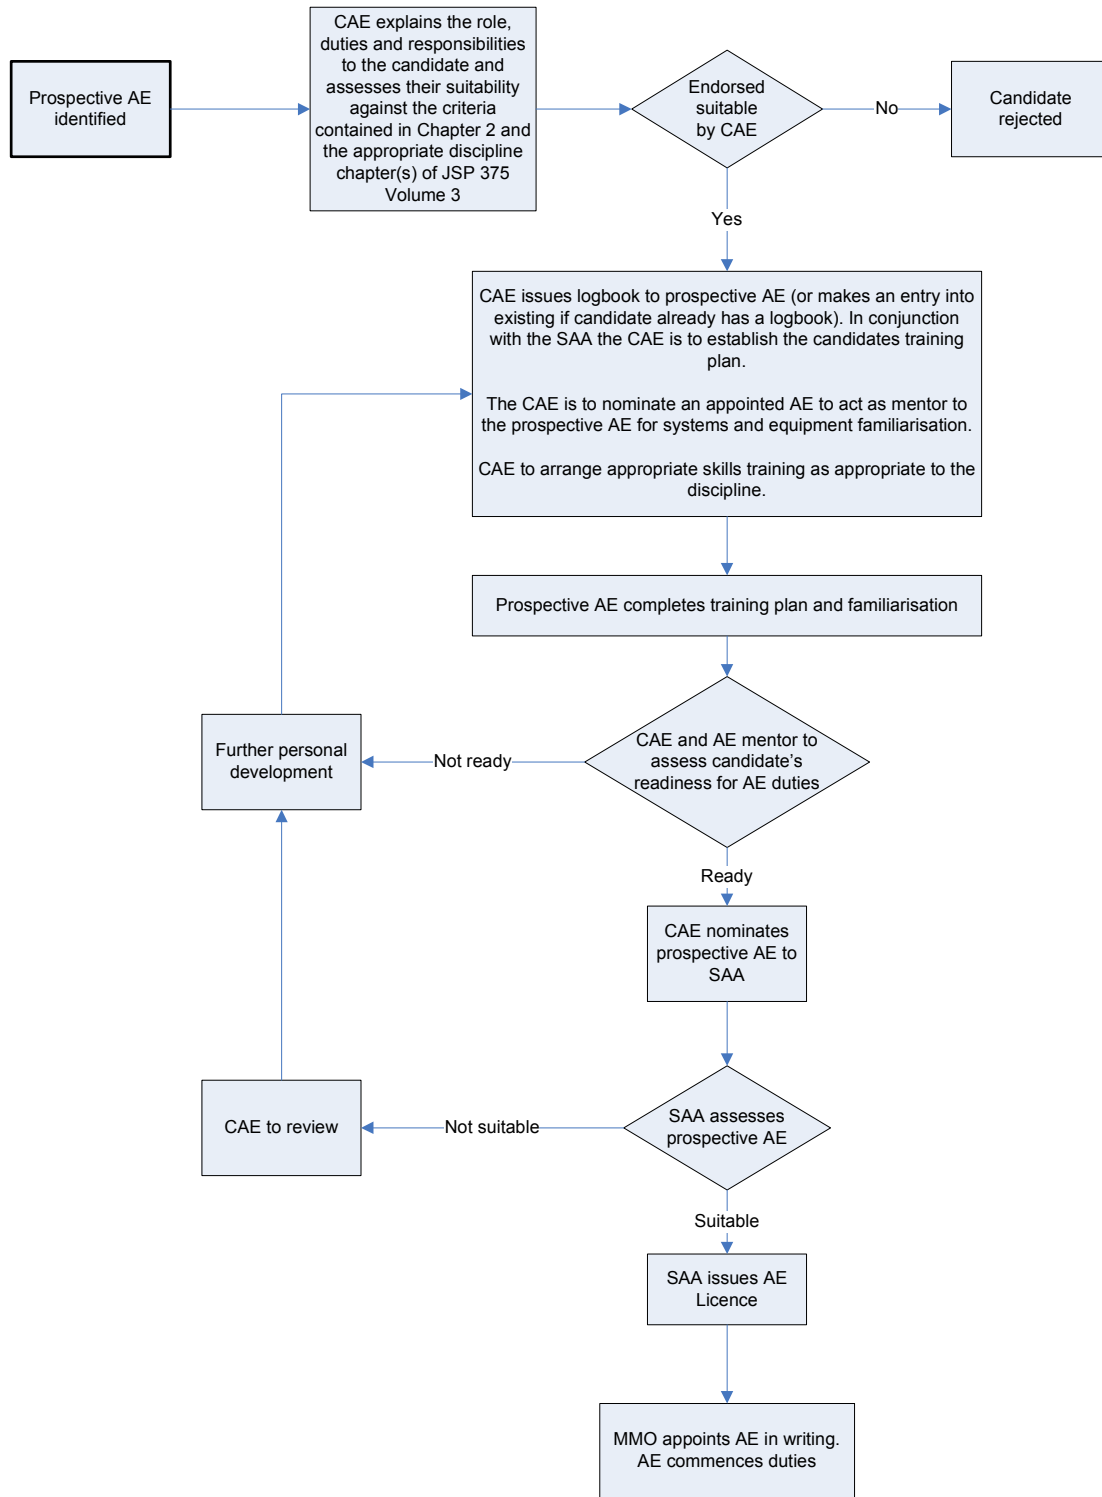 Prospective AE
identified
CAE explains the role,
duties and responsibilities
to the candidate and
assesses their suitability
against the criteria
contained in Chapter 2 and
the appropriate discipline
chapter(s) of JSP 375
Volume 3
Endorsed
suitable
by CAE
No
Candidate
rejected
Yes
CAE issues logbook to prospective AE (or makes an entry into
existing if candidate already has a logbook). In conjunction
with the SAA the CAE is to establish the candidates training
plan.
The CAE is to nominate an appointed AE to act as mentor to
the prospective AE for systems and equipment familiarisation.
CAE to arrange appropriate skills training as appropriate to the
discipline.
Prospective AE completes training plan and familiarisation
CAE and AE mentor to
assess candidate’s
readiness for AE duties
Not ready
Further personal
development
Ready
CAE nominates
prospective AE to
SAA
SAA assesses
prospective AE
Not suitable
CAE to review
Suitable
SAA issues AE
Licence
MMO appoints AE in writing.
AE commences duties